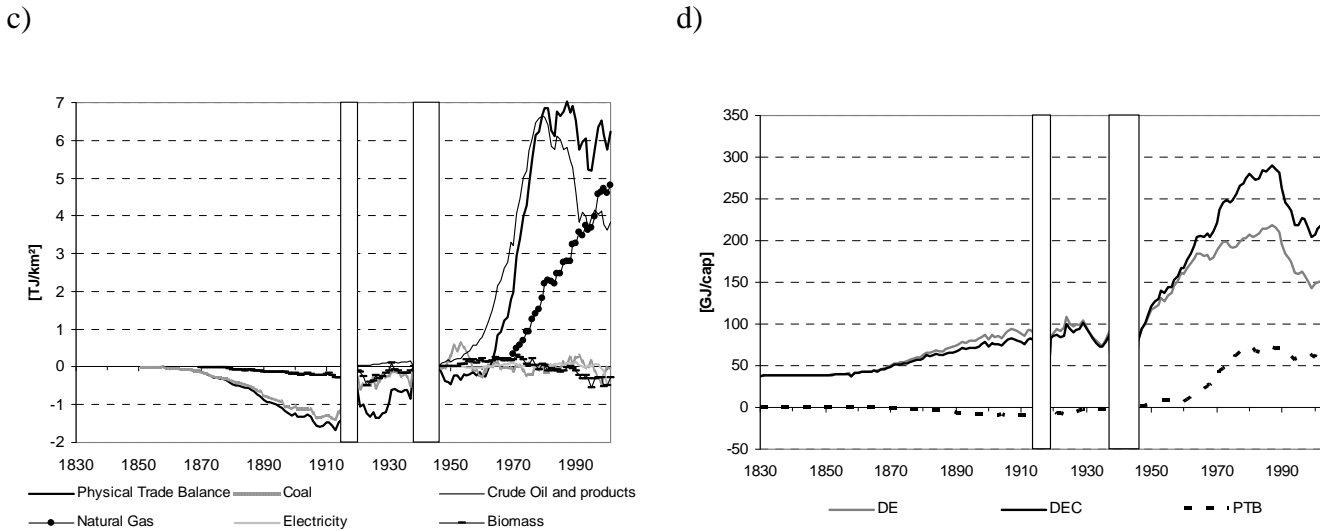 c)
d)
7
6
5
4
3
2
1
0
-1
-2
[TJ/km²]
1830 1850 1870 1890 1910 1930 1950 1970 1990
Physical Trade Balance Coal Crude Oil and products
Natural Gas Electricity Biomass
350
300
250
200
150
100
50
0
-50
[GJ/cap]
1830 1850 1870 1890 1910 1930 1950 1970 1990
DE DEC PTB